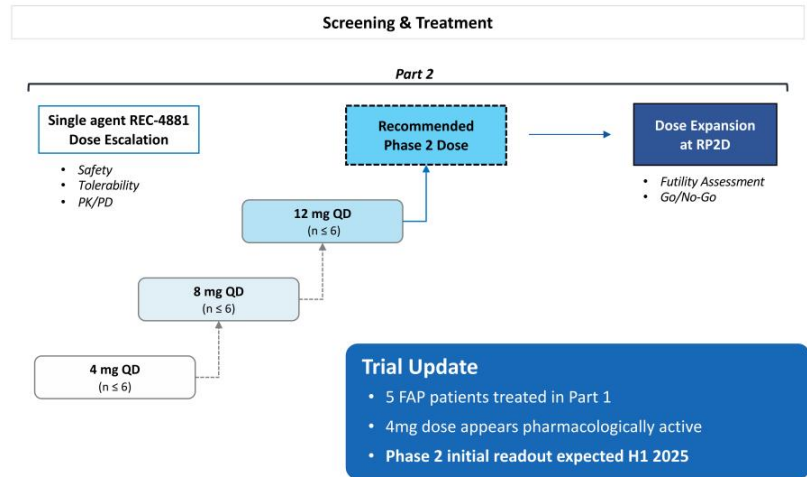 Screening & Treatment
Part 2
Single agent REC-4881
Dose Escalation
• Safety
• Tolerability
• PK/PD
Recommended
Phase 2 Dose
Dose Expansion
at RP2D
• Futility Assessment
• Go/No-Go
12 mg QD
(n ≤ 6)
8 mg QD
(n ≤ 6)
4 mg QD
(n ≤ 6)
Trial Update
• 5 FAP patients treated in Part 1
• 4mg dose appears pharmacologically active
• Phase 2 initial readout expected H1 2025